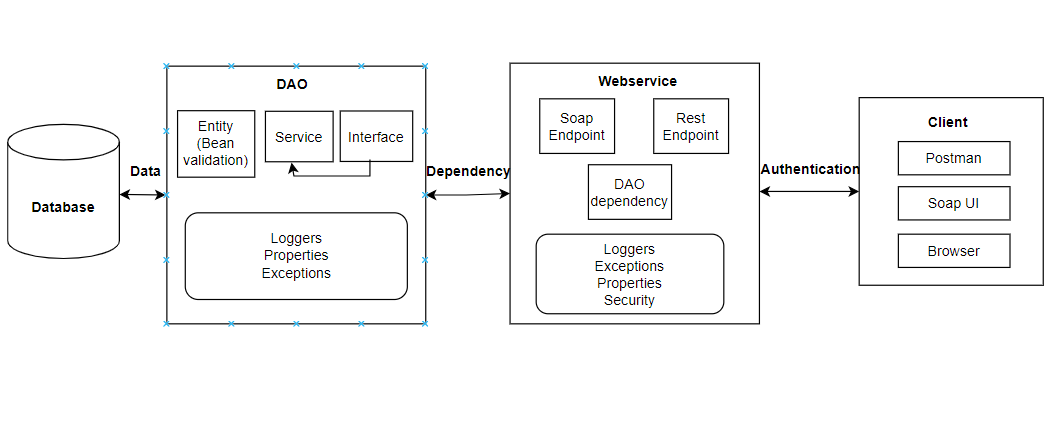 Database
Data
DAO
Entity
(Bean
validation)
Service
Interface
Loggers
Properties
Exceptions
Dependency
Webservice
Soap
Endpoint
Rest
Endpoint
DAO
dependency
Loggers
Exceptions
Properties
Security
Authentication
Client
Postman
Soap UI
Browser